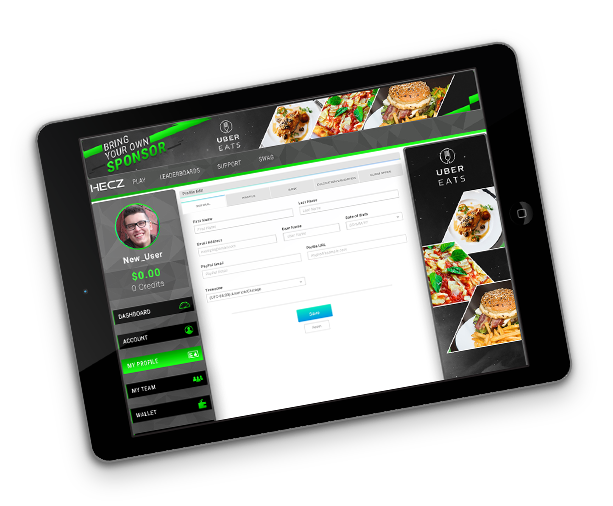 BRING
YOUR OWN
SPONSOR
UBER
EATS
HECZ
PLAY
LEADERBOARDS
SUPPORT
SWAG
New_User
$0.00
0 Credits
DASHBOARD
ACCOUNT
MY PROFILE
MY TEAM
WALLET
Profile Edit
First Name
Last Name
Email Address
User Name
Date of Birth
PayPal Email
Profile URL
Timezone
Save
UBER
EATS